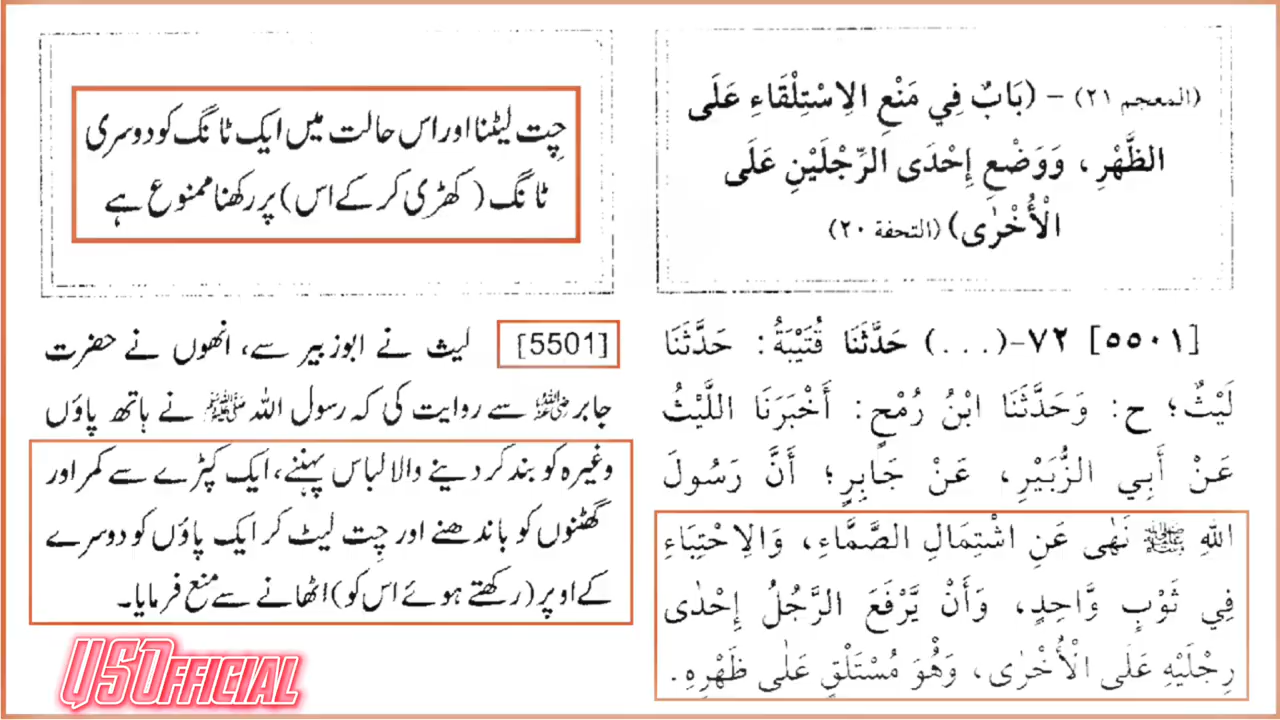 (المعجم ٢١) - (بَابٌ فِي مَنْعِ الِاسْتِلْقَاءِ عَلَى
الظَّهْرِ، وَوَضْعِ إِحْدَى الرِّجْلَيْنِ عَلَى
الْأُخْرٰى) (التحفة ٢٠)
[٥٥٠١] ٧٢-(...) حَدَّثَنَا قُتَيْبَةُ: حَدَّثَنَا
لَيْثٌ؛ ح: وَحَدَّثَنَا ابْنُ رُمْحٍ: أَخْبَرَنَا اللَّيْثُ
عَنْ أَبِي الزُّبَيْرِ، عَنْ جَابِرٍ؛ أَنَّ رَسُولَ
اللهِ ﷺ نَهٰى عَنِ اشْتِمَالِ الصَّمَّاءِ، وَالِاحْتِبَاءِ
فِي ثَوْبٍ وَّاحِدٍ، وَأَنْ يَّرْفَعَ الرَّجُلُ إِحْدٰى
رِجْلَيْهِ عَلَى الْأُخْرٰى، وَهُوَ مُسْتَلْقٍ عَلٰى ظَهْرِهِ.
چِت لیٹنا اور اس حالت میں ایک ٹانگ کو دوسری
ٹانگ (کھڑی کر کے اس) پر رکھنا ممنوع ہے
[5501] لیث نے ابوزبیر سے، انھوں نے حضرت
جابر رضی اللہ عنہ سے روایت کی کہ رسول اللہ ﷺ نے ہاتھ پاؤں
وغیرہ کو بند کر دینے والا لباس پہننے، ایک کپڑے سے کمر اور
گھٹنوں کو باندھنے اور چِت لیٹ کر ایک پاؤں کو دوسرے
کے اوپر (رکھتے ہوئے اس کو) اٹھانے سے منع فرمایا۔
USOFFICIAL